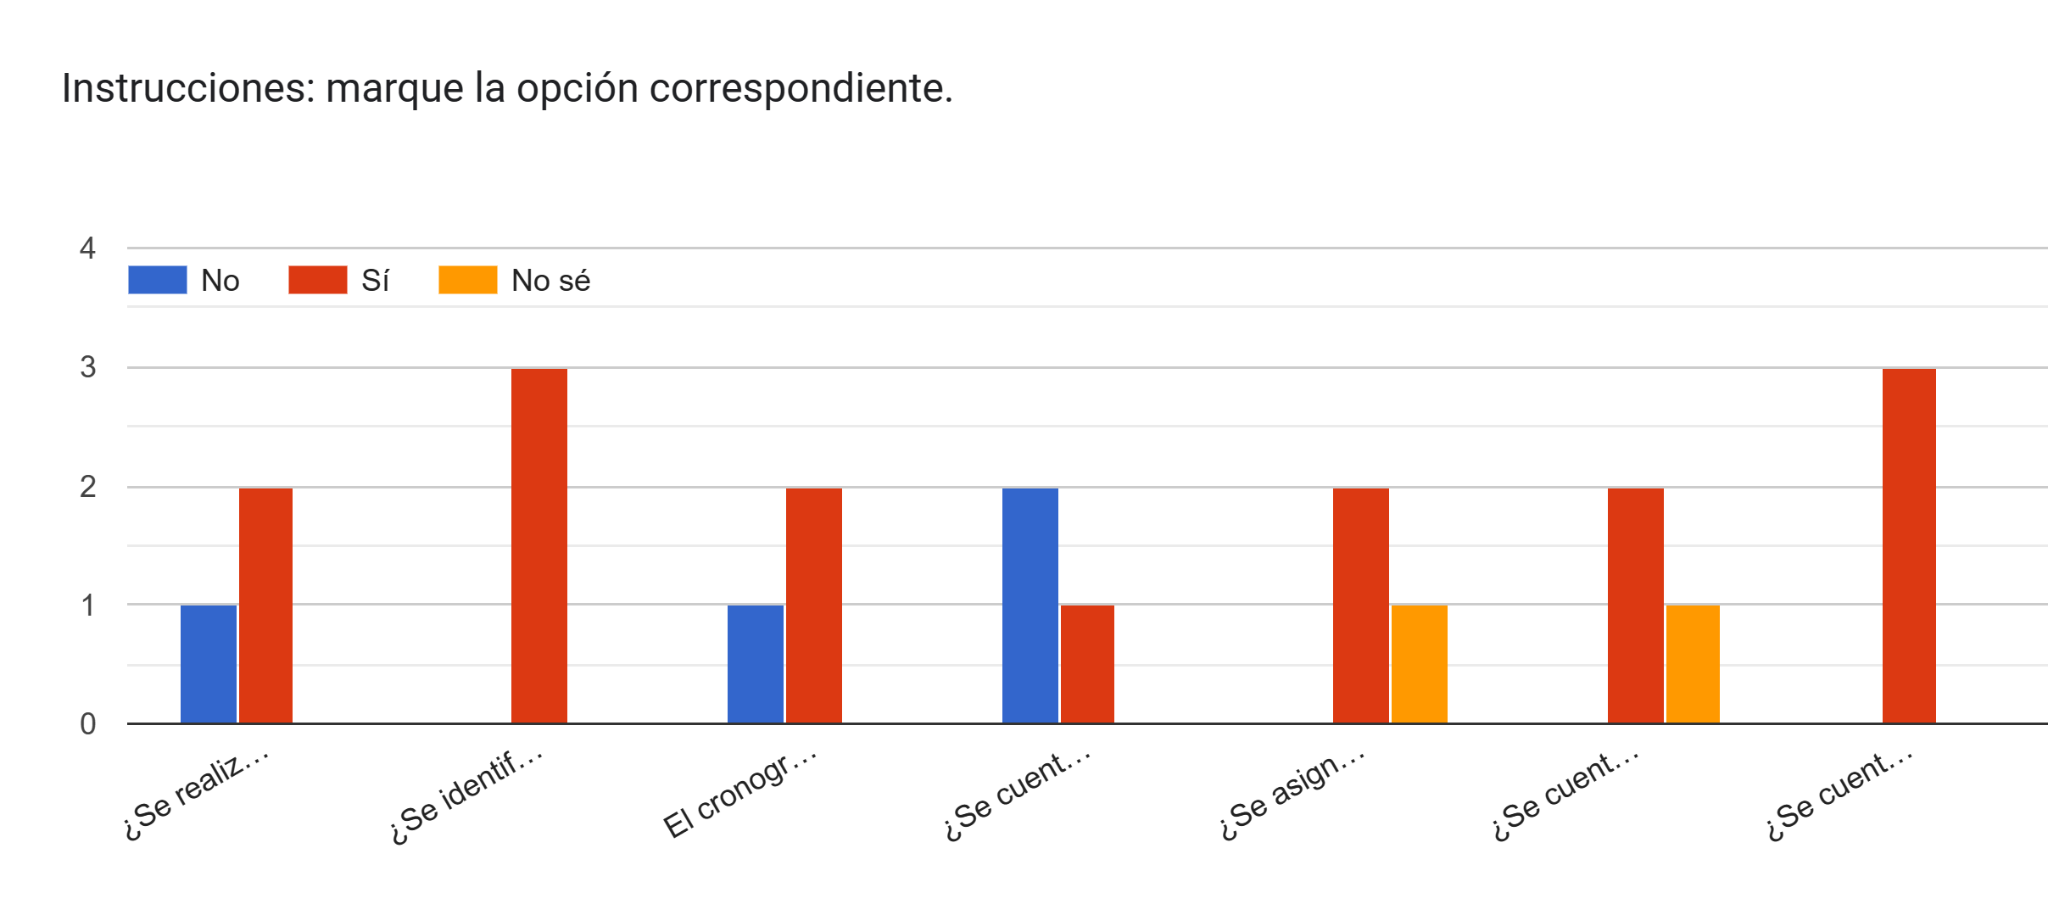 Instrucciones: marque la opción correspondiente.
4
No Sí No sé
3
2
1
0
¿Se realiz...
¿Se identif...
El cronogr...
¿Se cuent...
¿Se asign...
¿Se cuent...
¿Se cuent...